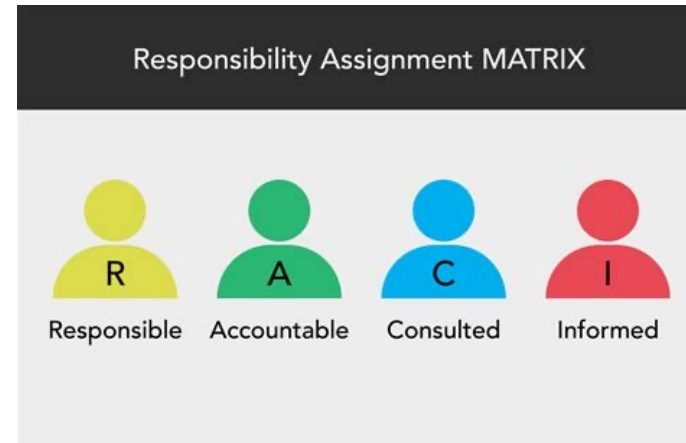 Responsibility Assignment MATRIX
R A C I
Responsible Accountable Consulted Informed